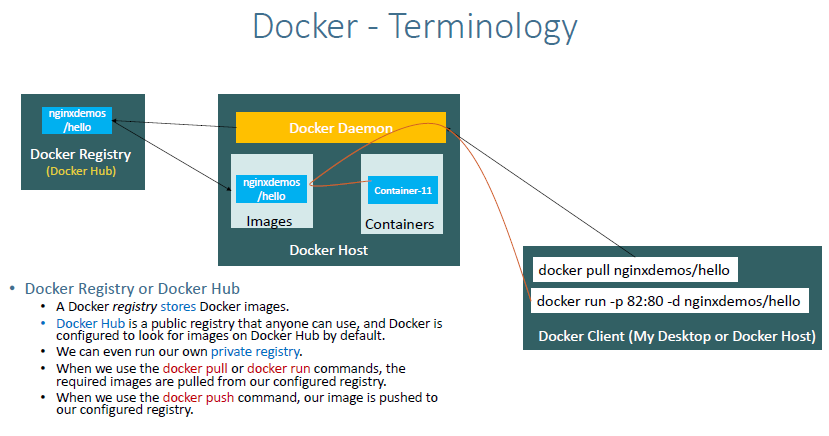 Docker - Terminology
nginxdemos
/hello
Docker Registry
(Docker Hub)
Docker Daemon
nginxdemos
/hello
Images
Container-11
Containers
Docker Host
docker pull nginxdemos/hello
docker run -p 82:80 -d nginxdemos/hello
Docker Client (My Desktop or Docker Host)
• Docker Registry or Docker Hub
• A Docker registry stores Docker images.
• Docker Hub is a public registry that anyone can use, and Docker is
configured to look for images on Docker Hub by default.
• We can even run our own private registry.
• When we use the docker pull or docker run commands, the
required images are pulled from our configured registry.
• When we use the docker push command, our image is pushed to
our configured registry.